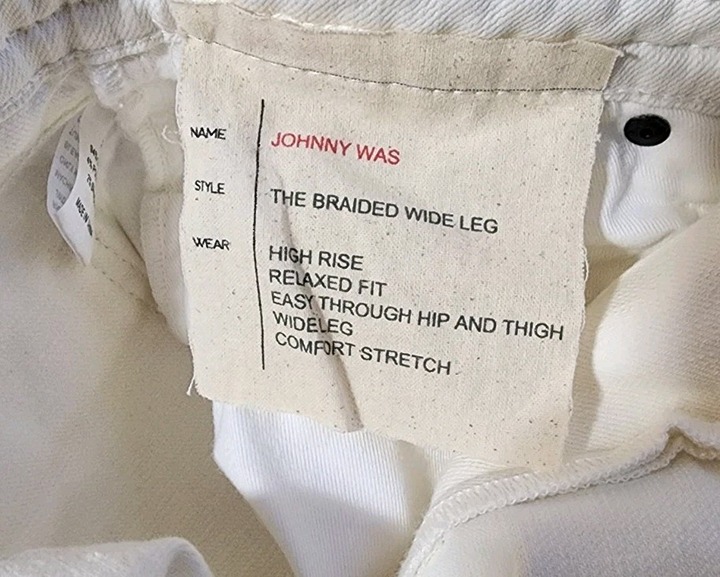 NAME
JOHNNY WAS
STYLE
THE BRAIDED WIDE LEG
WEAR
HIGH RISE
RELAXED FIT
EASY THROUGH HIP AND THIGH
WIDELEG
COMFORT STRETCH